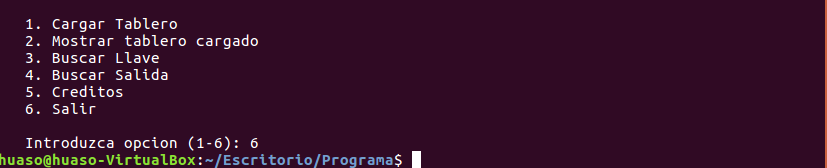 1. Cargar Tablero
2. Mostrar tablero cargado
3. Buscar Llave
4. Buscar Salida
5. Creditos
6. Salir
Introduzca opcion (1-6): 6
huaso@huaso-VirtualBox:~/Escritorio/Programa$